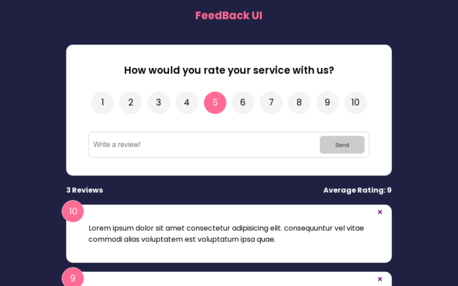 FeedBack UI
How would you rate your service with us?
1 2 3 4 5 6 7 8 9 10
Write a review! Send
3 Reviews Average Rating: 9
10 ×
Lorem ipsum dolor sit amet consectetur adipisicing elit. consequuntur vel vitae
commodi alias voluptatem est voluptatum ipsa quae.
9 ×